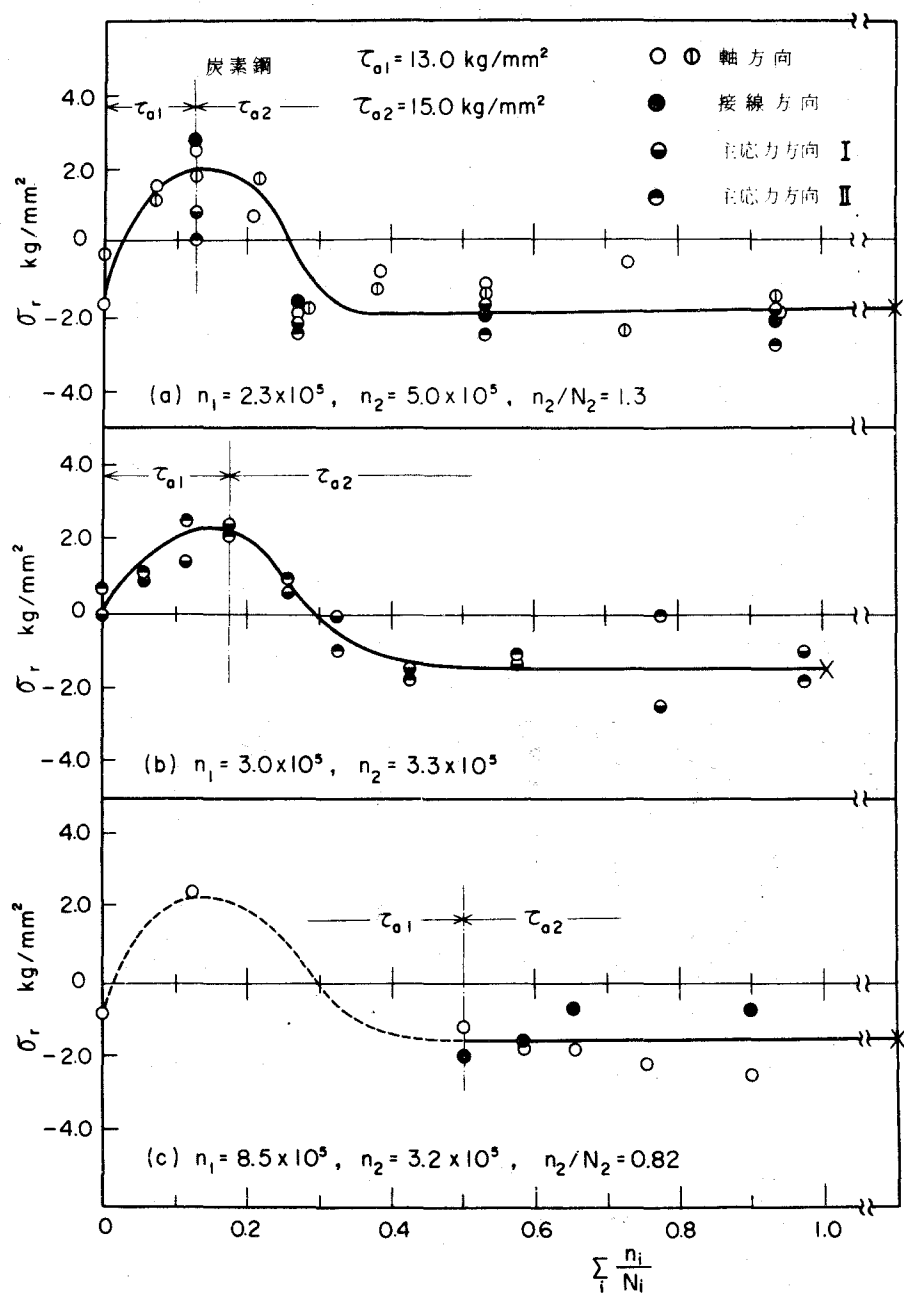 炭素鋼
τa1 = 13.0 kg/mm²
τa2 = 15.0 kg/mm²
軸方向
接線方向
主応力方向 I
主応力方向 II
τa1
τa2
4.0
2.0
0
-2.0
-4.0
σr kg/mm²
(a) n1 = 2.3×10⁵, n2 = 5.0×10⁵, n2/N2 = 1.3
τa1
τa2
4.0
2.0
0
-2.0
-4.0
σr kg/mm²
(b) n1 = 3.0×10⁵, n2 = 3.3×10⁵
τa1
τa2
4.0
2.0
0
-2.0
-4.0
σr kg/mm²
(c) n1 = 8.5×10⁵, n2 = 3.2×10⁵, n2/N2 = 0.82
0 0.2 0.4 0.6 0.8 1.0
Σi ni/Ni